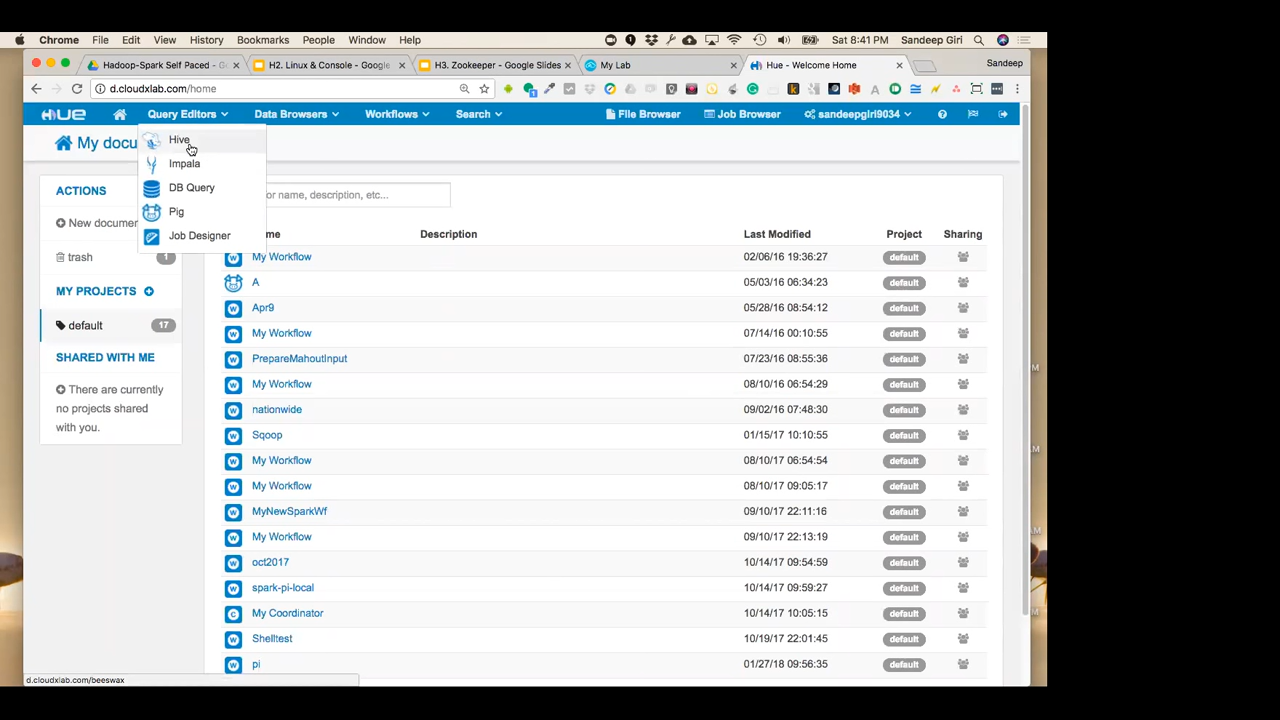 Chrome File Edit View History Bookmarks People Window Help Sat 8:41 PM Sandeep Giri
Hadoop-Spark Self Paced - G
H2. Linux & Console - Google
H3. Zookeeper - Google Slides
My Lab
Hue - Welcome Home
Sandeep
d.cloudxlab.com/home
HUE Query Editors Data Browsers Workflows Search File Browser Job Browser sandeepgiri9034
My docu
Hive
Impala
DB Query
Pig
Job Designer
ACTIONS
New documen
trash 1
MY PROJECTS
default 17
SHARED WITH ME
There are currently
no projects shared
with you.
or name, description, etc...
me Description Last Modified Project Sharing
My Workflow 02/06/16 19:36:27 default
A 05/03/16 06:34:23 default
Apr9 05/28/16 08:54:12 default
My Workflow 07/14/16 00:10:55 default
PrepareMahoutInput 07/23/16 08:55:36 default
My Workflow 08/10/16 06:54:29 default
nationwide 09/02/16 07:48:30 default
Sqoop 01/15/17 10:10:55 default
My Workflow 08/10/17 06:54:54 default
My Workflow 08/10/17 09:05:17 default
MyNewSparkWf 09/10/17 22:11:16 default
My Workflow 09/10/17 22:13:19 default
oct2017 10/14/17 09:54:59 default
spark-pi-local 10/14/17 09:59:27 default
My Coordinator 10/14/17 10:05:15 default
Shelltest 10/19/17 22:01:45 default
pi 01/27/18 09:56:35 default
d.cloudxlab.com/beeswax